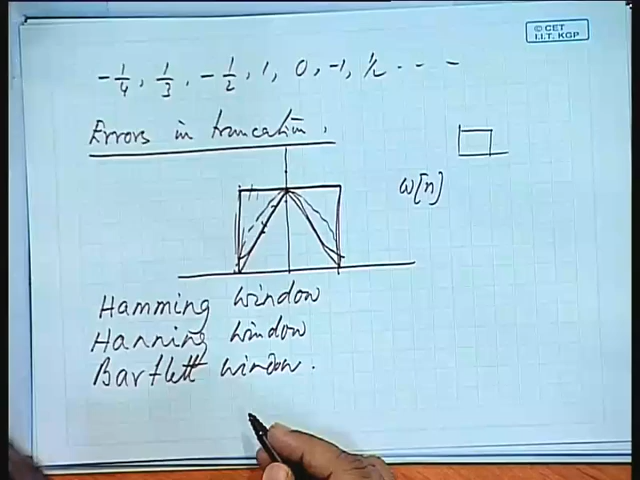 © CET
I.I.T. KGP
-1/4, 1/3, -1/2, 1, 0, -1, 1/2 - - -
Errors in truncation.
w[n]
Hamming window
Hanning window
Bartlett window.